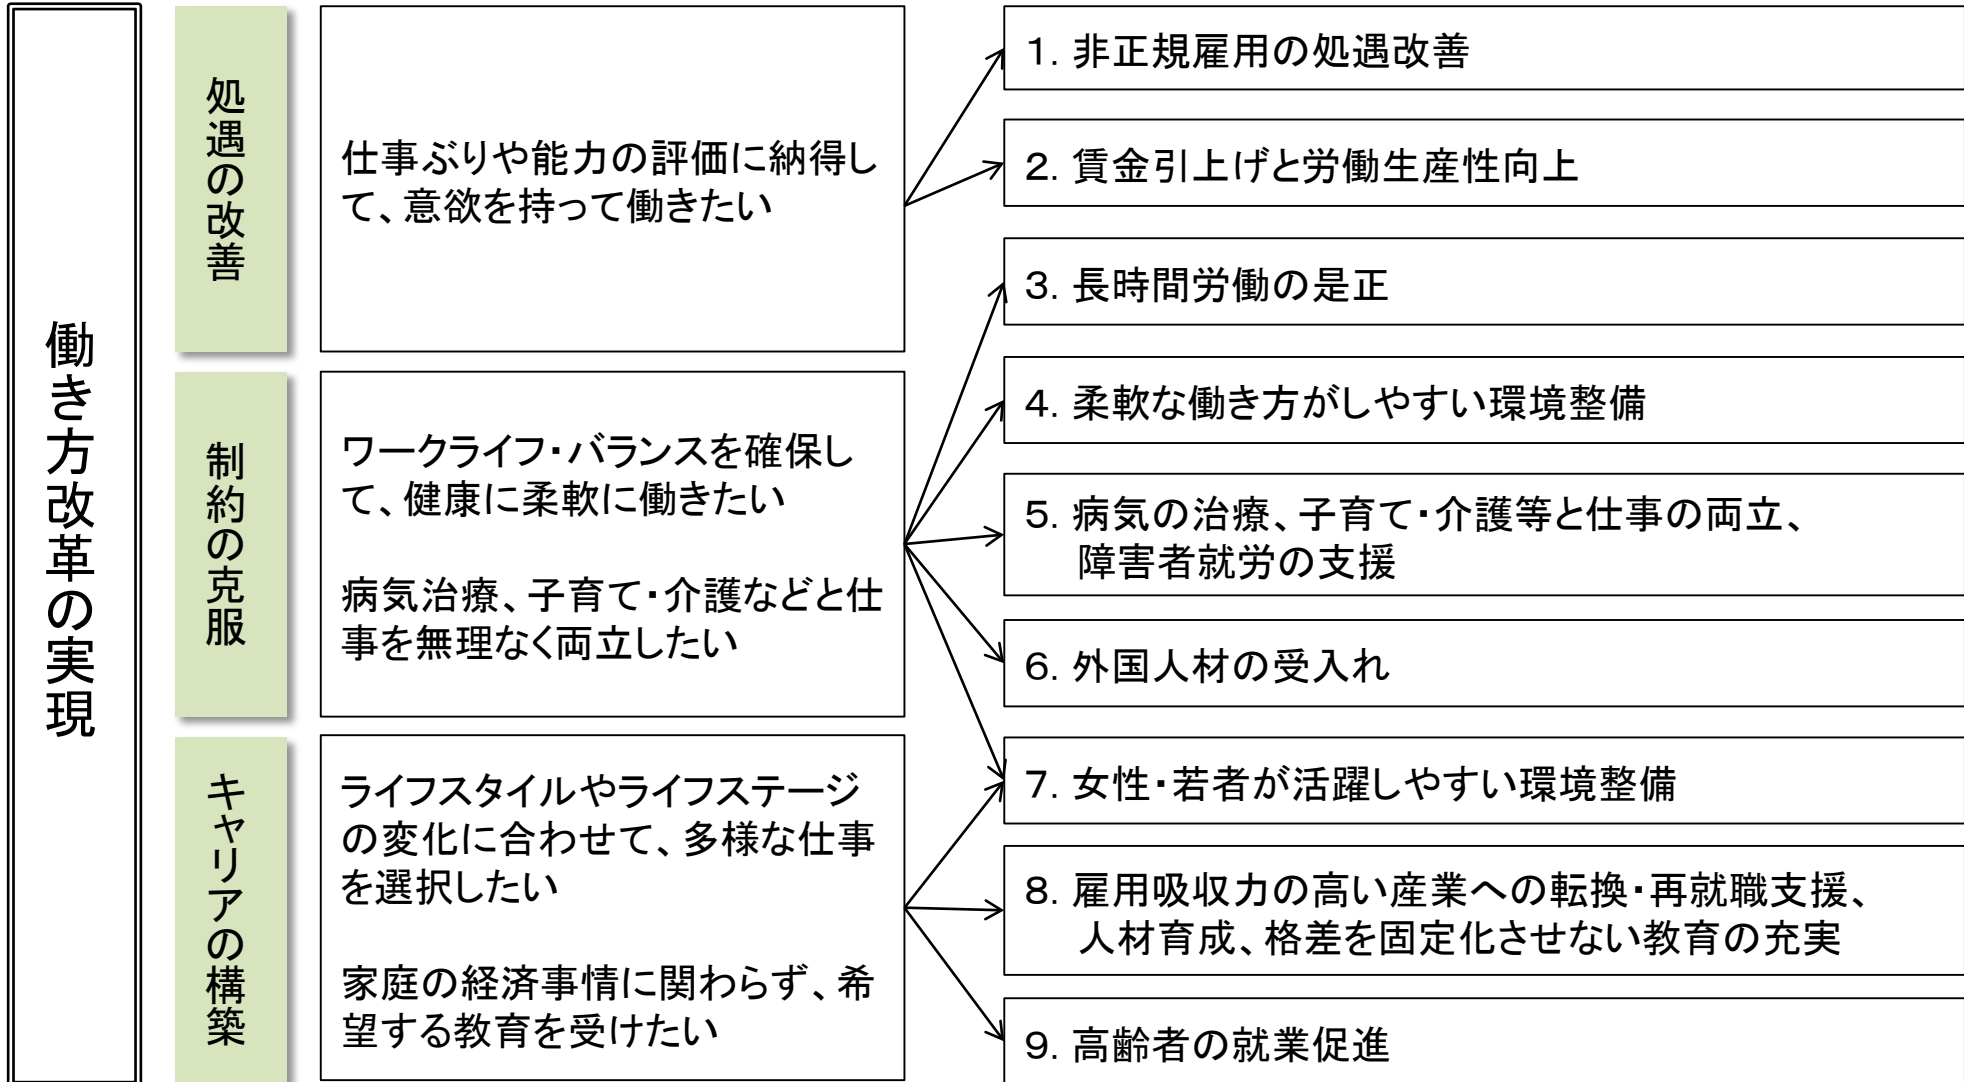 働き方改革の実現
処遇の改善
仕事ぶりや能力の評価に納得し
て、意欲を持って働きたい
1. 非正規雇用の処遇改善
2. 賃金引上げと労働生産性向上
制約の克服
ワークライフ・バランスを確保し
て、健康に柔軟に働きたい
病気治療、子育て・介護などと仕
事を無理なく両立したい
3. 長時間労働の是正
4. 柔軟な働き方がしやすい環境整備
5. 病気の治療、子育て・介護等と仕事の両立、
障害者就労の支援
6. 外国人材の受入れ
キャリアの構築
ライフスタイルやライフステージ
の変化に合わせて、多様な仕事
を選択したい
家庭の経済事情に関わらず、希
望する教育を受けたい
7. 女性・若者が活躍しやすい環境整備
8. 雇用吸収力の高い産業への転換・再就職支援、
人材育成、格差を固定化させない教育の充実
9. 高齢者の就業促進